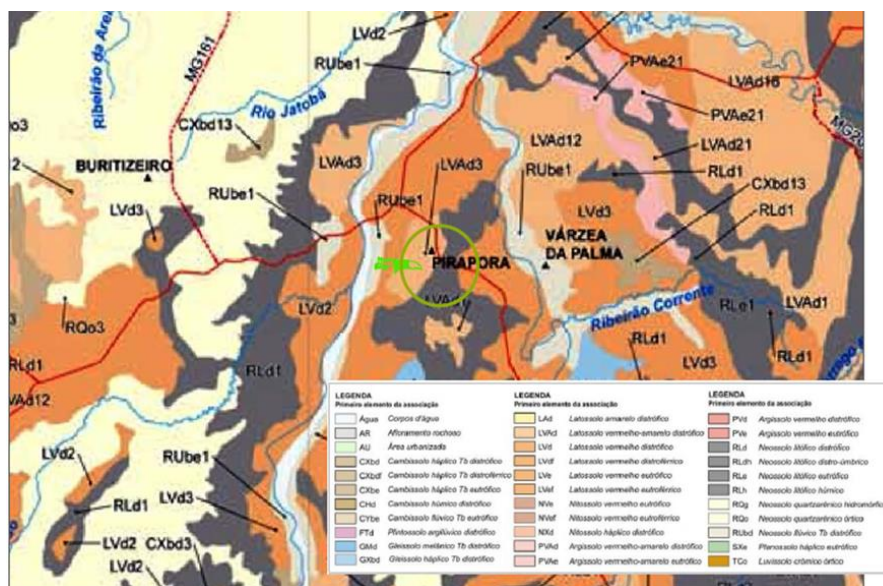 Ribeirão da Areia
MG161
LVd2
RUbe1
PVAe21
LVAd16
PVAe21
MG20
Rio Jatobá
CXbd13
RQo3
LVAd3
LVAd3
LVAd12
LVAd21
RLd1
RUbe1
BURITIZEIRO
RUbe1
RUbe1
CXbd13
LVd3
LVd3
RLd1
PIRAPORA
VÁRZEA
DA PALMA
LVd2
Ribeirão Corrente
RQo3
RLe1
LVAd1
RLd1
LVAd12
RLd1
RLd1
LVd3
RLd1
LVd2
RUbe1
RLd1
LVd3
LVd2
CXbd3
LVd2
LEGENDA
Primeiro elemento da associação
Água Corpos d'água
AR Afloramento rochoso
AU Área urbanizada
CXbd Cambissolo háplico Tb distrófico
CXbdf Cambissolo háplico Tb distroférrico
CXbe Cambissolo háplico Tb eutrófico
CHd Cambissolo húmico distrófico
CYbe Cambissolo flúvico Tb eutrófico
FTd Plintossolo argilúvico distrófico
GMd Gleissolo melânico Tb distrófico
GXbd Gleissolo háplico Tb distrófico
LEGENDA
Primeiro elemento da associação
LAd Latossolo amarelo distrófico
LVAd Latossolo vermelho-amarelo distrófico
LVd Latossolo vermelho distrófico
LVdf Latossolo vermelho distroférrico
LVe Latossolo vermelho eutrófico
LVef Latossolo vermelho eutroférrico
NVe Nitossolo vermelho eutrófico
NVef Nitossolo vermelho eutroférrico
NXd Nitossolo háplico distrófico
PVAd Argissolo vermelho-amarelo distrófico
PVAe Argissolo vermelho-amarelo eutrófico
LEGENDA
Primeiro elemento da associação
PVd Argissolo vermelho distrófico
PVe Argissolo vermelho eutrófico
RLd Neossolo litólico distrófico
RLdh Neossolo litólico distro-úmbrico
RLe Neossolo litólico eutrófico
RLh Neossolo litólico húmico
RQg Neossolo quartzarênico hidromórfico
RQo Neossolo quartzarênico órtico
RUbd Neossolo flúvico Tb distrófico
SXe Planossolo háplico eutrófico
TCo Luvissolo crômico órtico